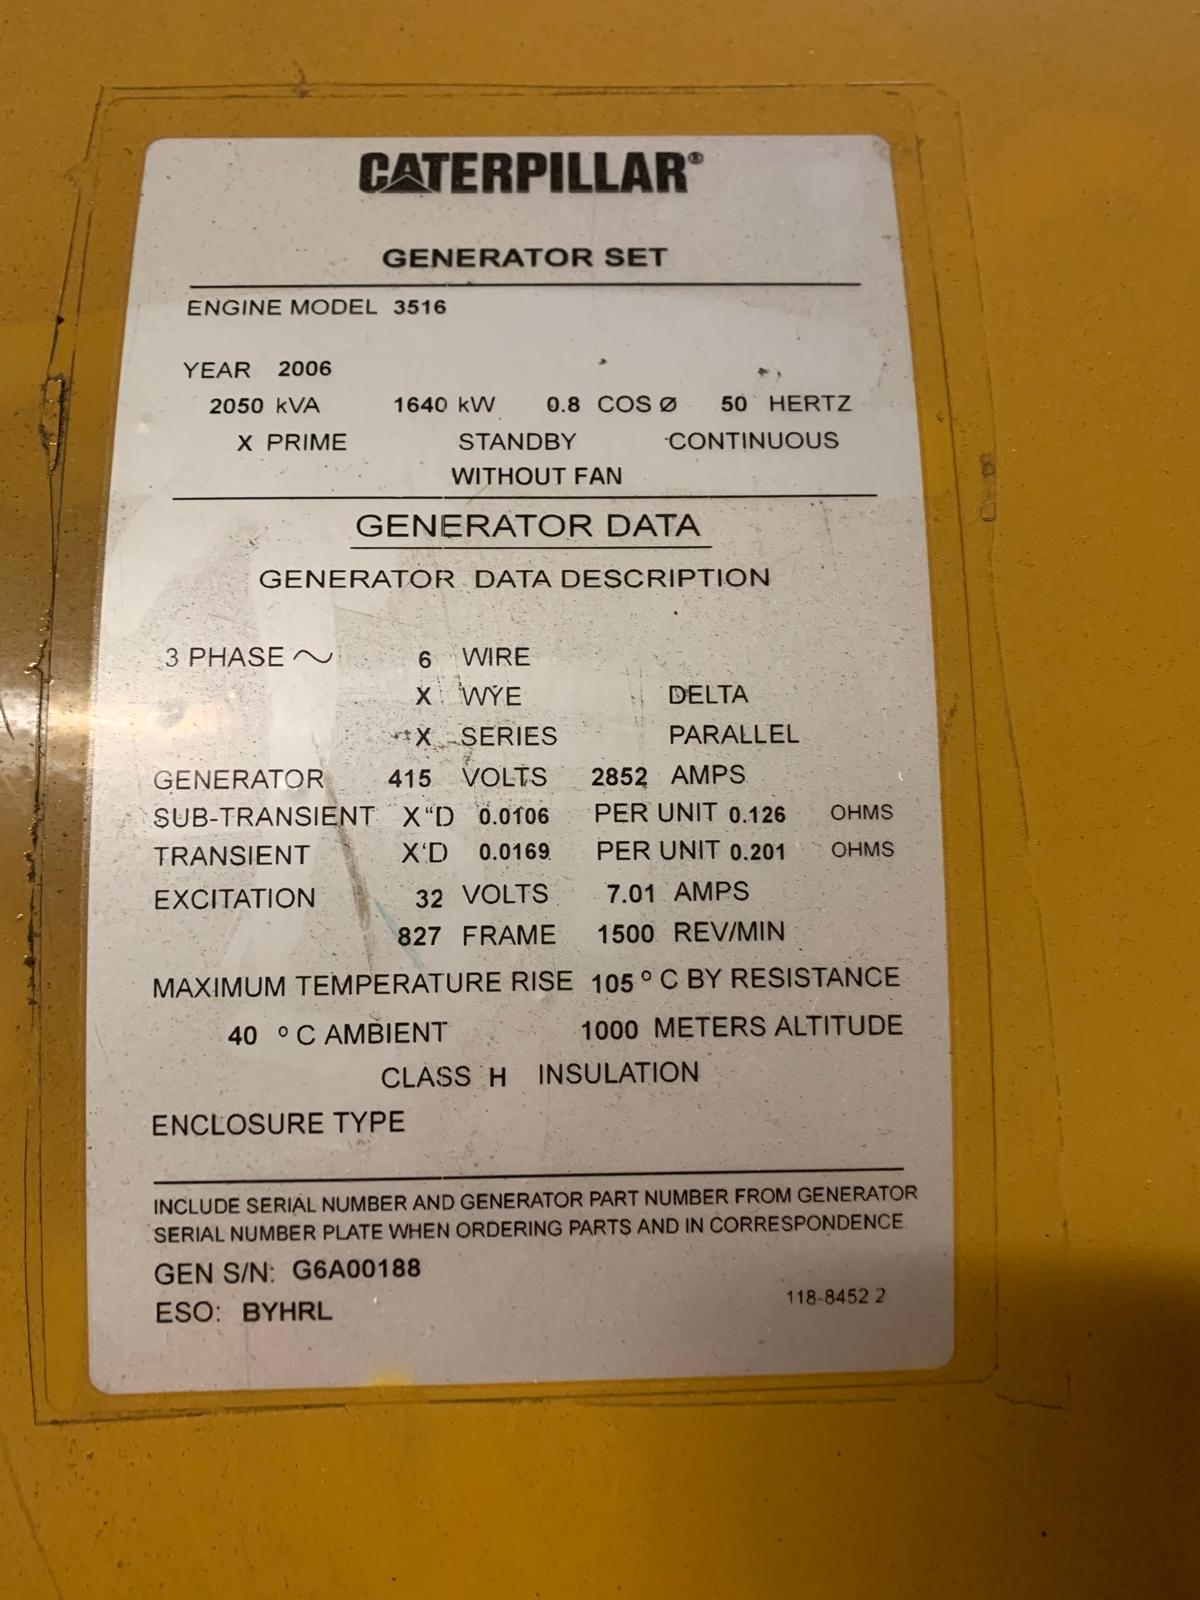 CATERPILLAR®
GENERATOR SET
ENGINE MODEL 3516
YEAR 2006
2050 kVA 1640 kW 0.8 COS Ø 50 HERTZ
X PRIME STANDBY CONTINUOUS
WITHOUT FAN
GENERATOR DATA
GENERATOR DATA DESCRIPTION
3 PHASE ～ 6 WIRE
X WYE DELTA
X SERIES PARALLEL
GENERATOR 415 VOLTS 2852 AMPS
SUB-TRANSIENT X“D 0.0106 PER UNIT 0.126 OHMS
TRANSIENT X‘D 0.0169 PER UNIT 0.201 OHMS
EXCITATION 32 VOLTS 7.01 AMPS
827 FRAME 1500 REV/MIN
MAXIMUM TEMPERATURE RISE 105 º C BY RESISTANCE
40 º C AMBIENT 1000 METERS ALTITUDE
CLASS H INSULATION
ENCLOSURE TYPE
INCLUDE SERIAL NUMBER AND GENERATOR PART NUMBER FROM GENERATOR
SERIAL NUMBER PLATE WHEN ORDERING PARTS AND IN CORRESPONDENCE
GEN S/N: G6A00188
ESO: BYHRL 118-8452 2